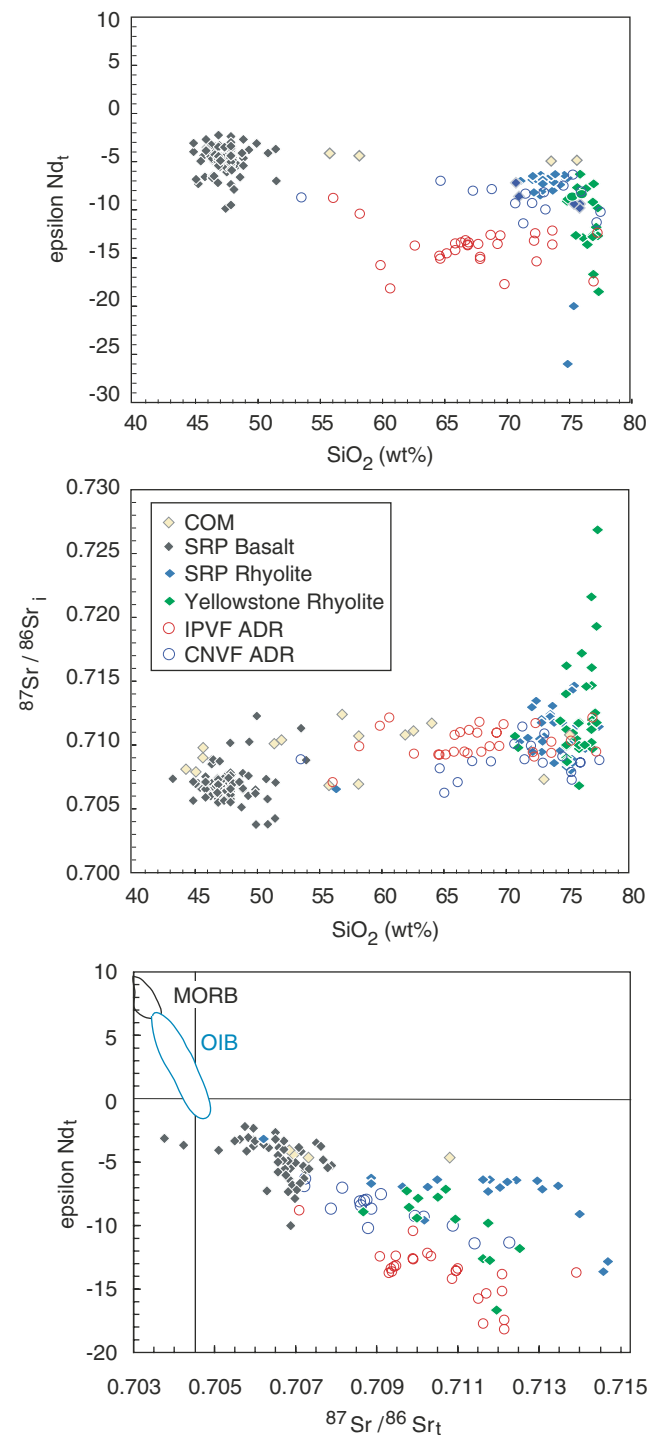 10
5
0
-5
-10
-15
-20
-25
-30
epsilon Nd t
40 45 50 55 60 65 70 75 80
SiO2 (wt%)
0.730
0.725
0.720
0.715
0.710
0.705
0.700
87Sr / 86Sr i
COM
SRP Basalt
SRP Rhyolite
Yellowstone Rhyolite
IPVF ADR
CNVF ADR
40 45 50 55 60 65 70 75 80
SiO2 (wt%)
10
5
0
-5
-10
-15
-20
epsilon Nd t
MORB
OIB
0.703 0.705 0.707 0.709 0.711 0.713 0.715
87 Sr / 86 Sr t